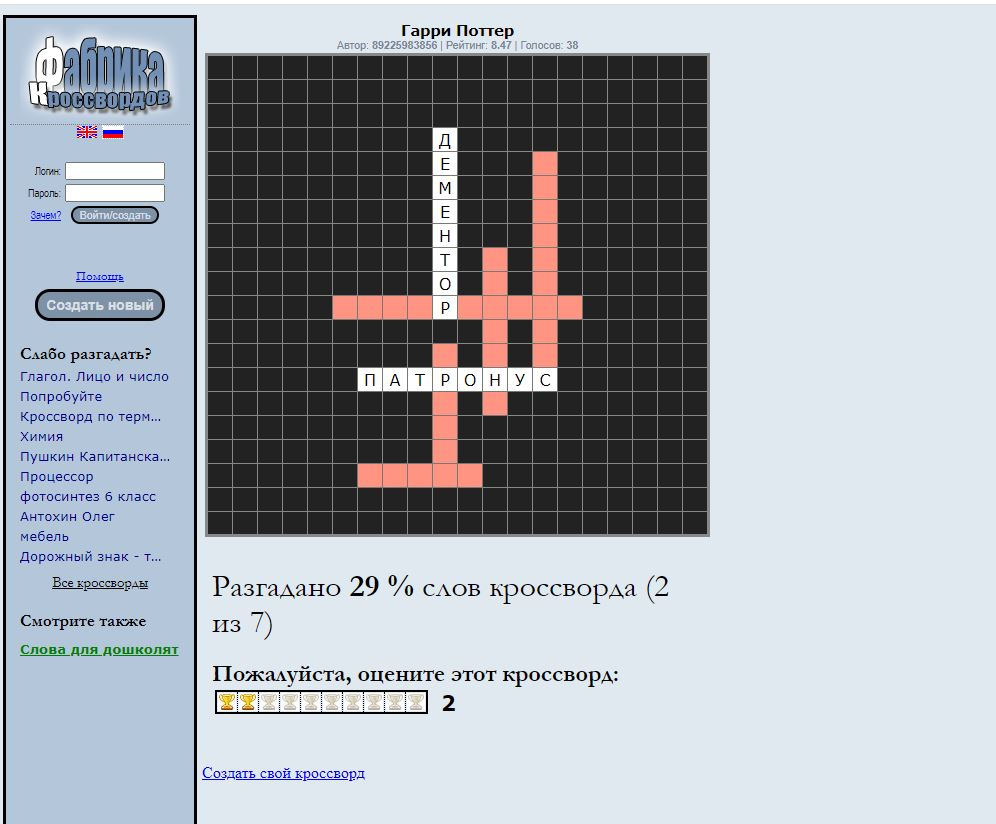 Фабрика
Кроссвордов
Логин:
Пароль:
Зачем? Войти/создать
Помощь
Создать новый
Слабо разгадать?
Глагол. Лицо и число
Попробуйте
Кроссворд по терм...
Химия
Пушкин Капитанска...
Процессор
фотосинтез 6 класс
Антохин Олег
мебель
Дорожный знак - т...
Все кроссворды
Смотрите также
Слова для дошколят
Гарри Поттер
Автор: 89225983856 | Рейтинг: 8.47 | Голосов: 38
ДЕМЕНТОР
ПАТРОНУС
Разгадано 29 % слов кроссворда (2
из 7)
Пожалуйста, оцените этот кроссворд:
2
Создать свой кроссворд